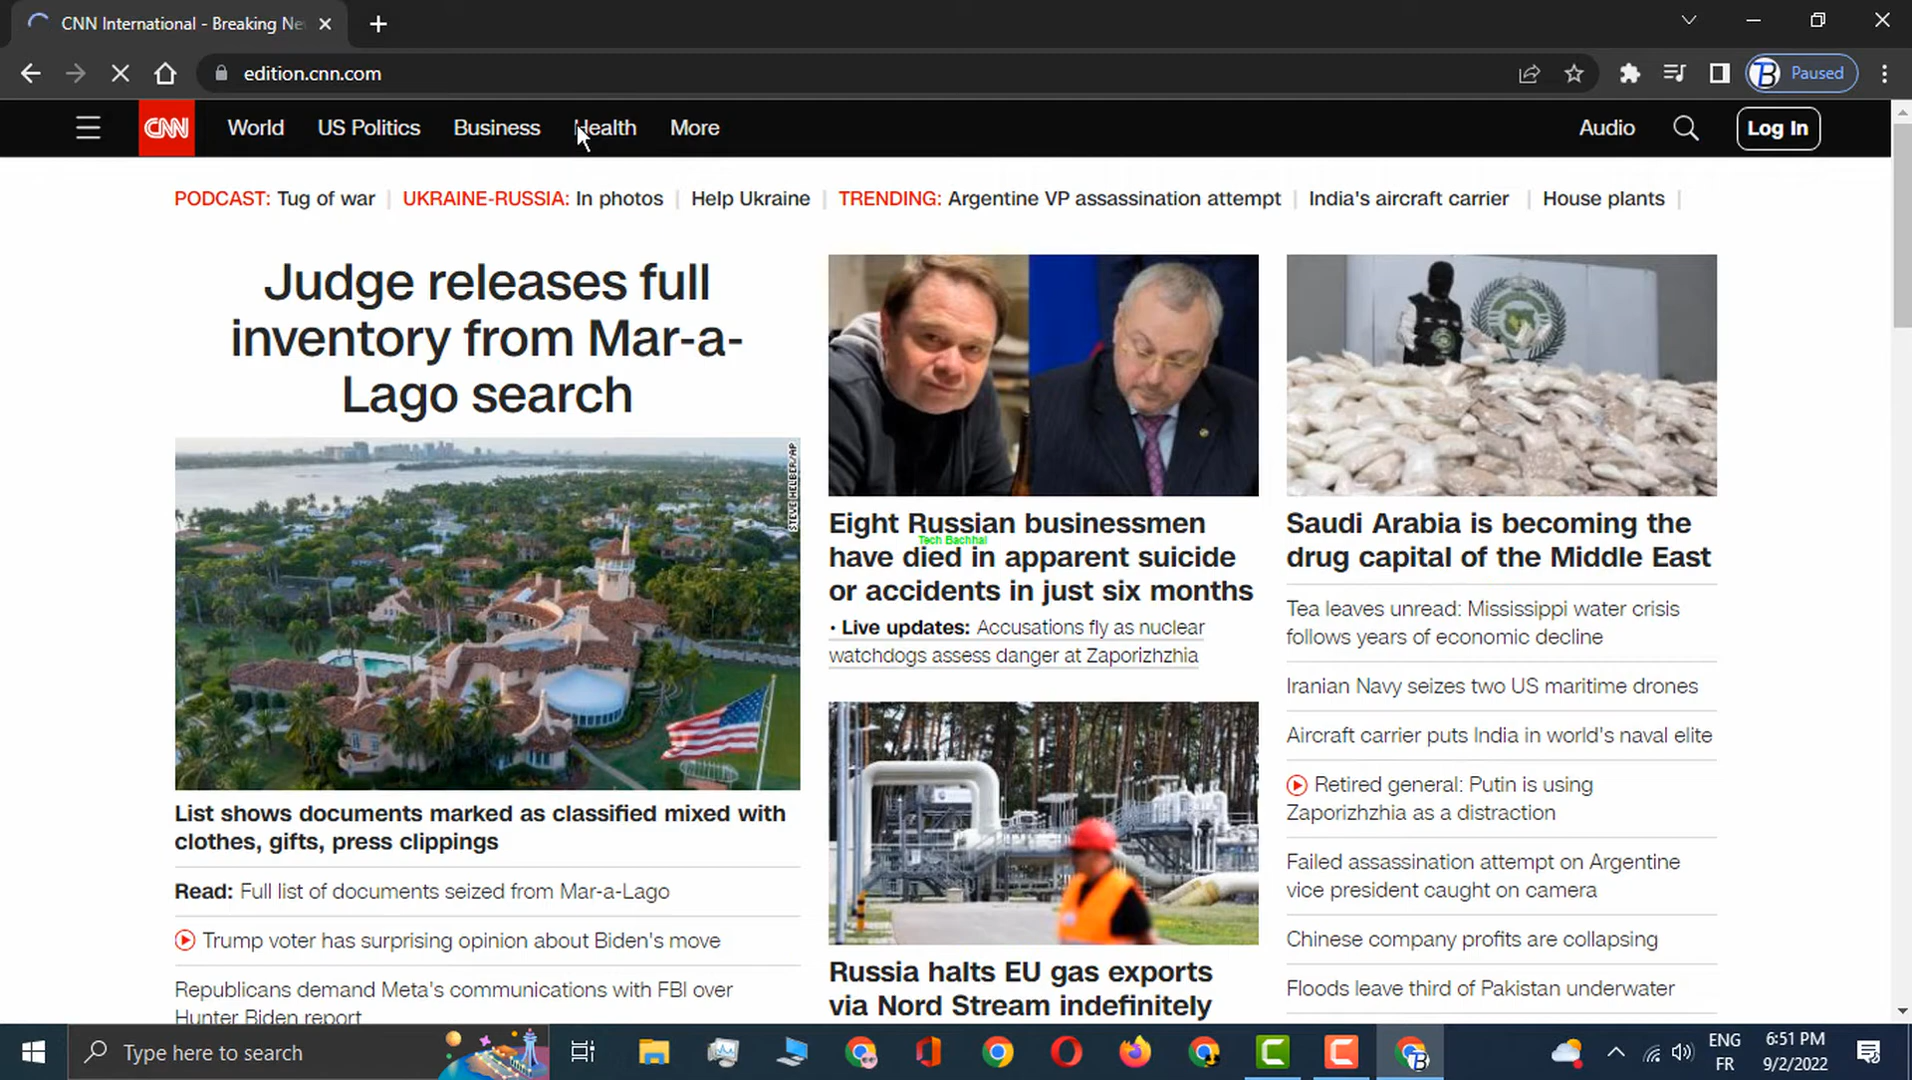 CNN International - Breaking Ne
edition.cnn.com
Paused
CNN
World
US Politics
Business
Health
More
Audio
Log In
PODCAST: Tug of war
UKRAINE-RUSSIA: In photos
Help Ukraine
TRENDING: Argentine VP assassination attempt
India's aircraft carrier
House plants
Judge releases full
inventory from Mar-a-
Lago search
STEVE HELBER/AP
List shows documents marked as classified mixed with
clothes, gifts, press clippings
Read: Full list of documents seized from Mar-a-Lago
Trump voter has surprising opinion about Biden's move
Republicans demand Meta's communications with FBI over
Hunter Biden report
Eight Russian businessmen
Tech Bachhal
have died in apparent suicide
or accidents in just six months
• Live updates: Accusations fly as nuclear
watchdogs assess danger at Zaporizhzhia
Russia halts EU gas exports
via Nord Stream indefinitely
Saudi Arabia is becoming the
drug capital of the Middle East
Tea leaves unread: Mississippi water crisis
follows years of economic decline
Iranian Navy seizes two US maritime drones
Aircraft carrier puts India in world's naval elite
Retired general: Putin is using
Zaporizhzhia as a distraction
Failed assassination attempt on Argentine
vice president caught on camera
Chinese company profits are collapsing
Floods leave third of Pakistan underwater
Type here to search
ENG
FR
6:51 PM
9/2/2022